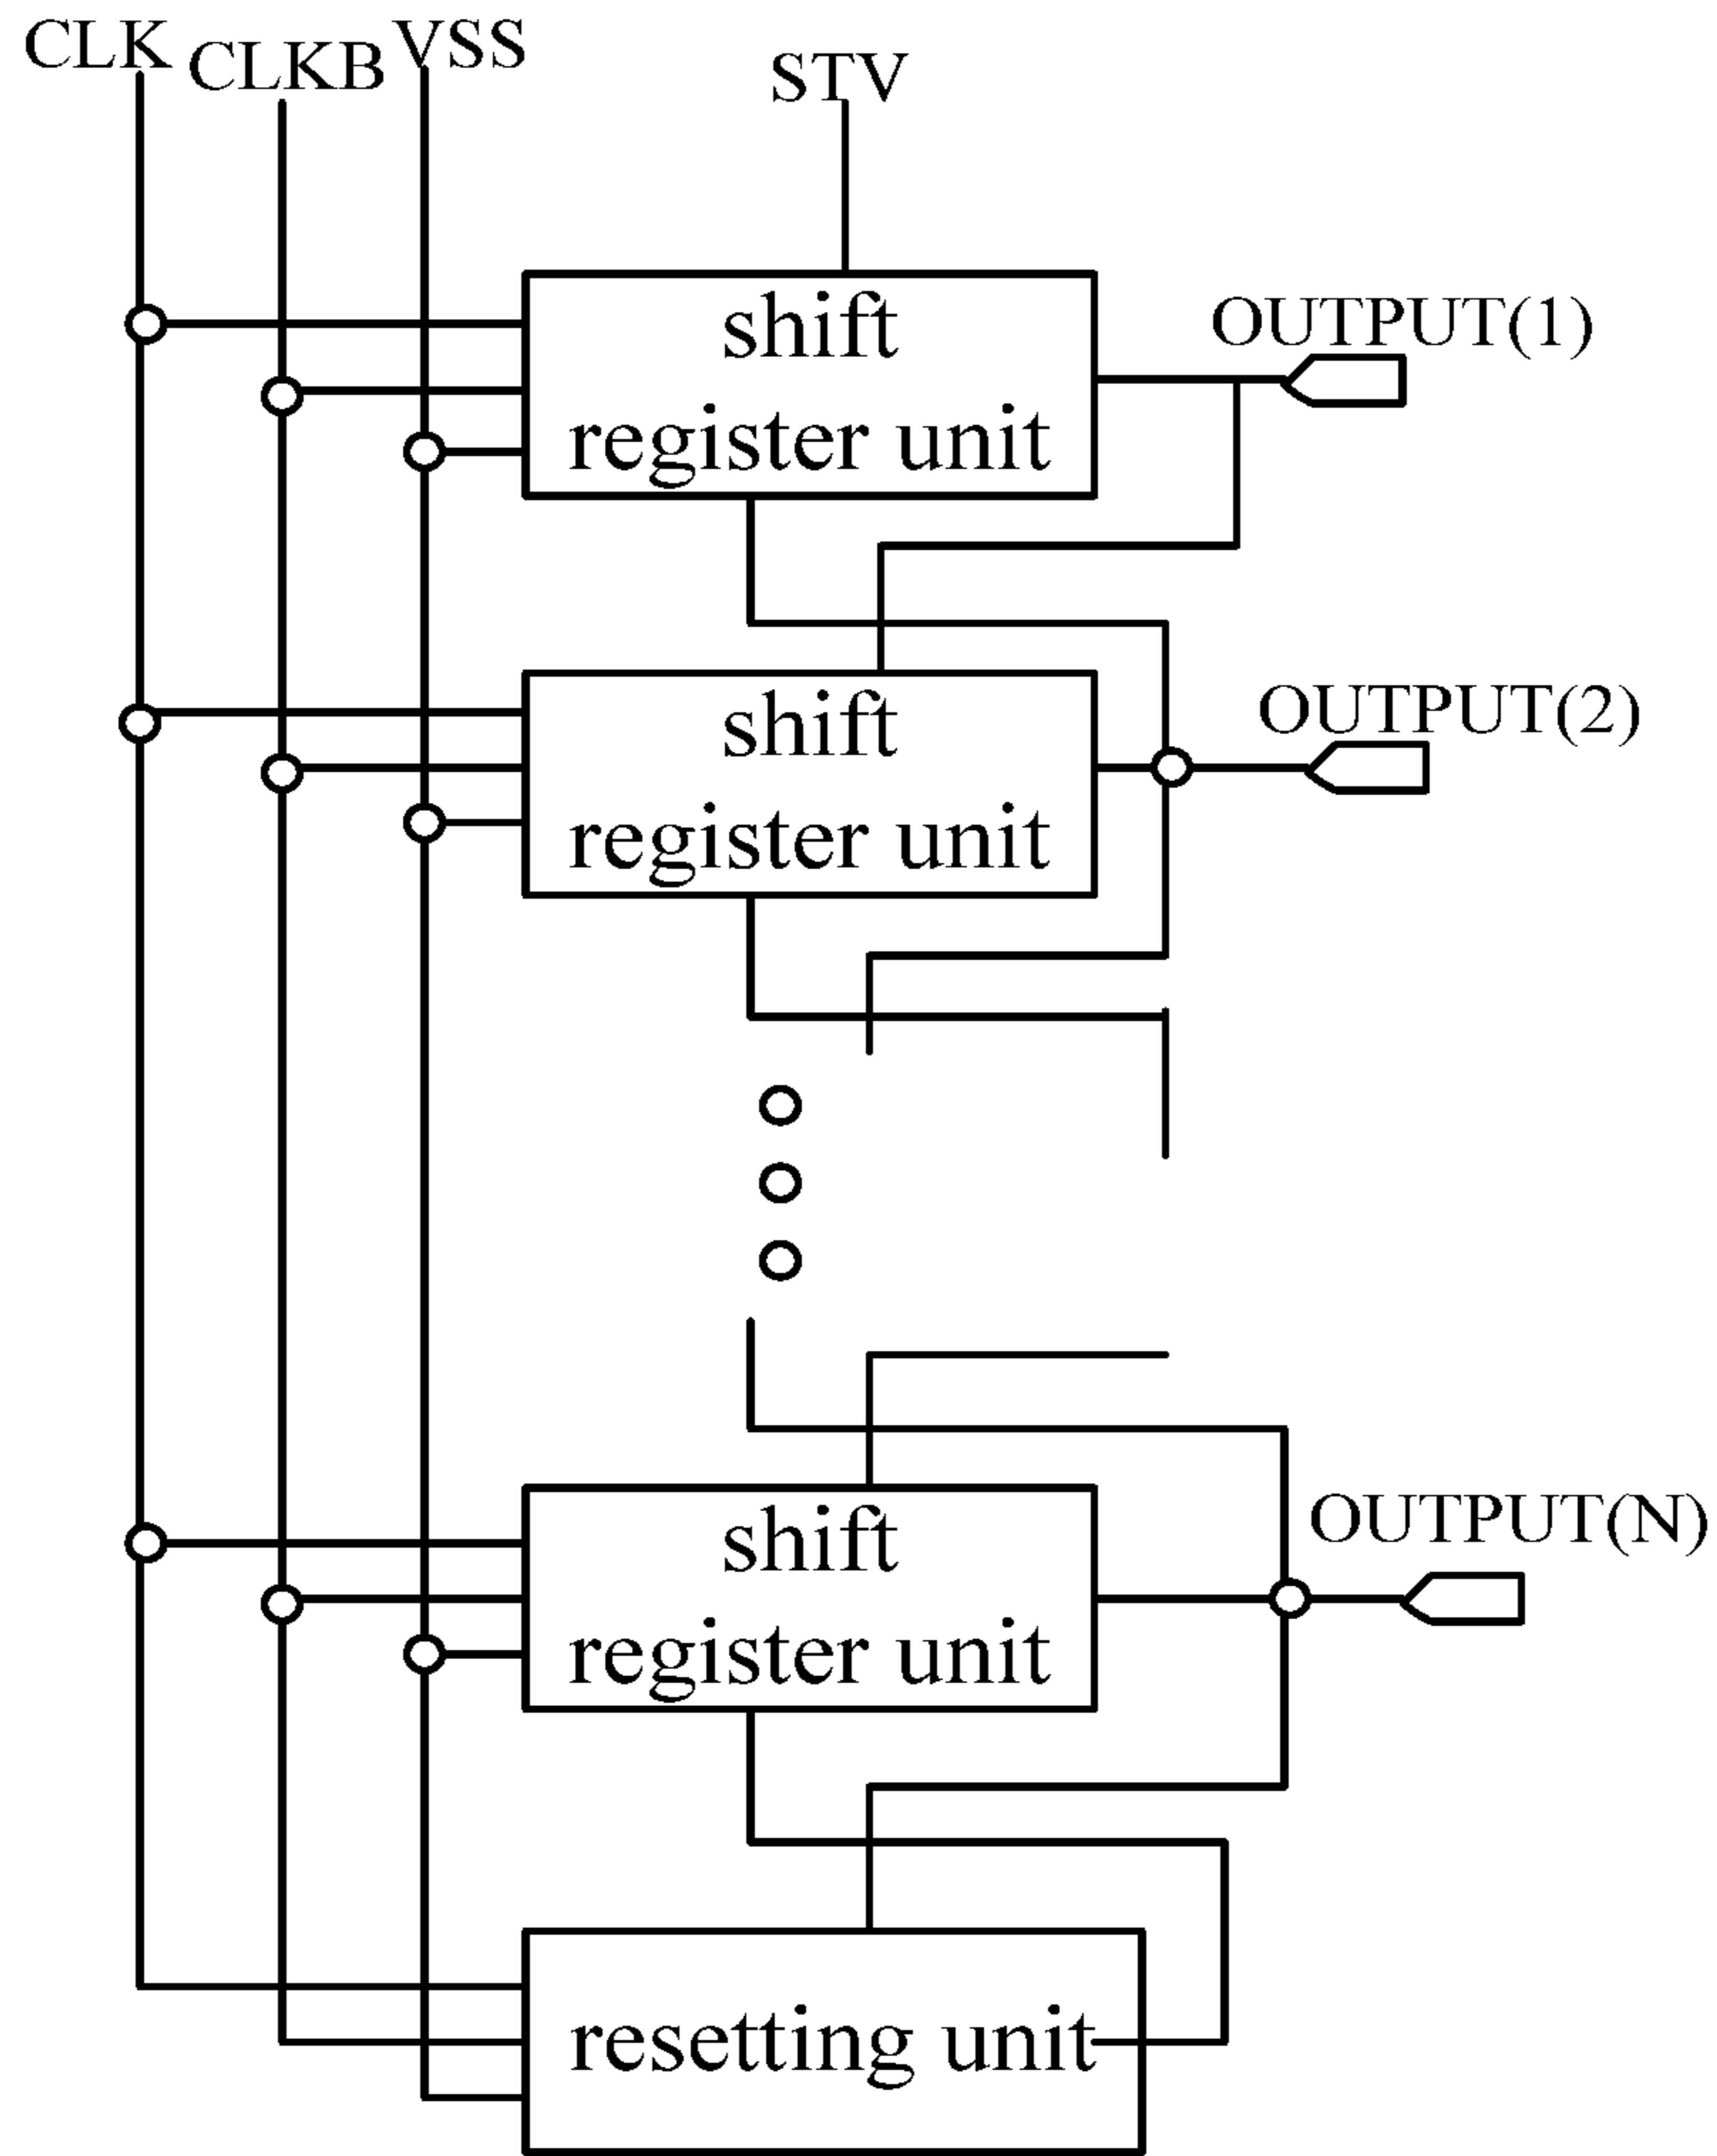 CLK CLKB VSS STV
shift
register unit
OUTPUT(1)
shift
register unit
OUTPUT(2)
shift
register unit
OUTPUT(N)
resetting unit